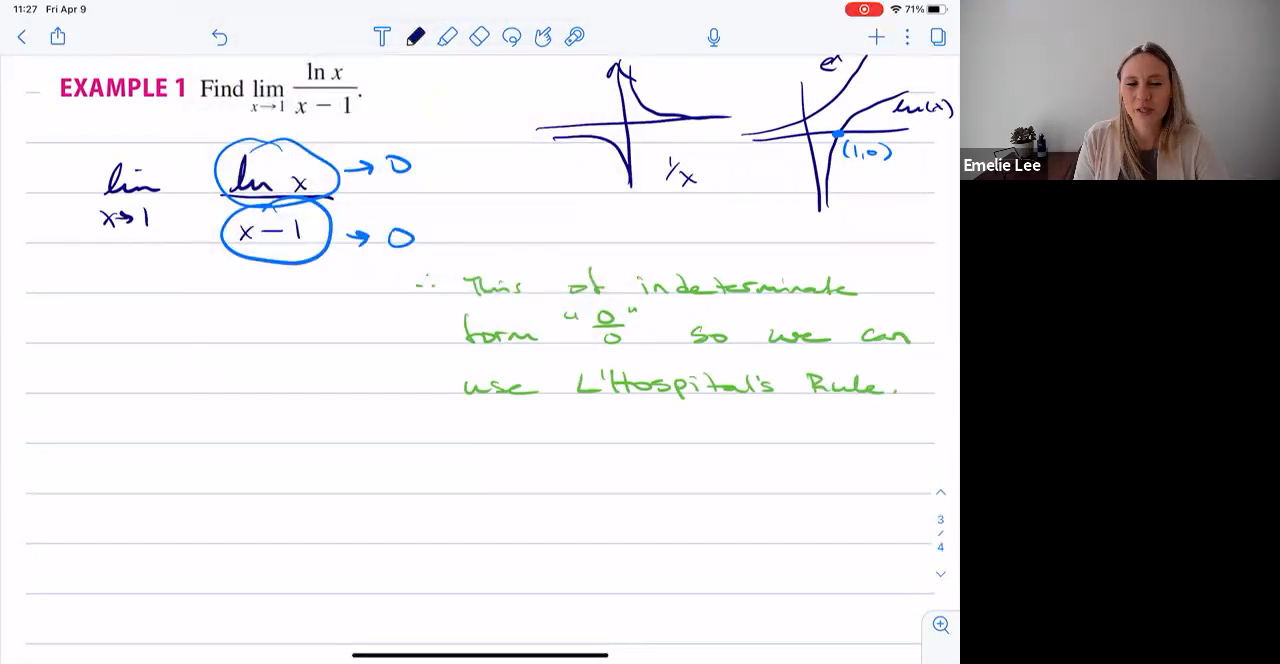 11:27 Fri Apr 9
71%
EXAMPLE 1 Find lim x→1 ln x / x − 1.
lim x→1 ln x / x − 1
→ 0
→ 0
1/x
eˣ
ln(x)
(1,0)
∴ This of indeterminate
form "0/0" so we can
use L'Hospital's Rule.
Emelie Lee
3
/
4